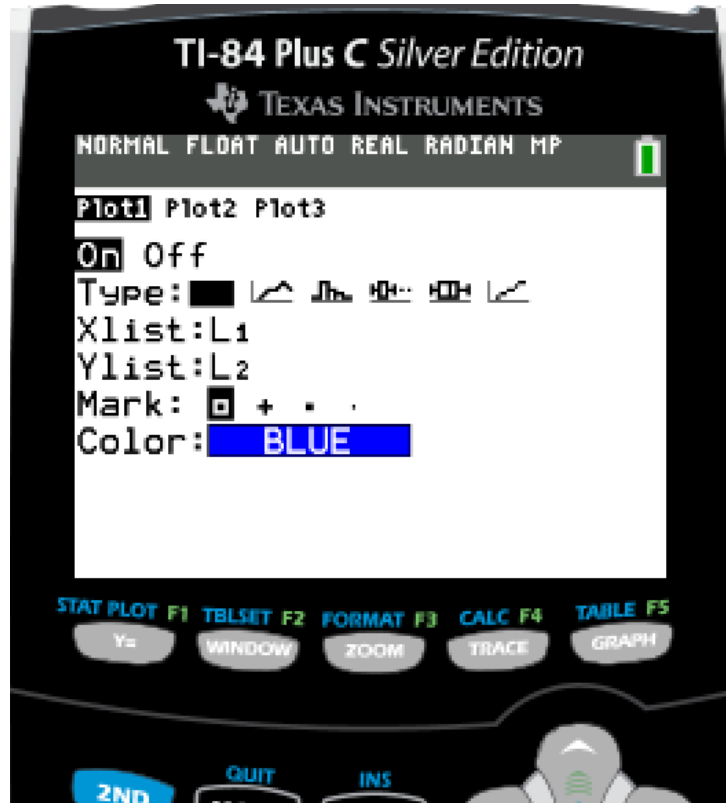 TI-84 Plus C Silver Edition
TEXAS INSTRUMENTS
NORMAL FLOAT AUTO REAL RADIAN MP
Plot1 Plot2 Plot3
On Off
Type:
Xlist:L1
Ylist:L2
Mark:
Color: BLUE
STAT PLOT F1 TBLSET F2 FORMAT F3 CALC F4 TABLE F5
Y= WINDOW ZOOM TRACE GRAPH
QUIT INS
2ND